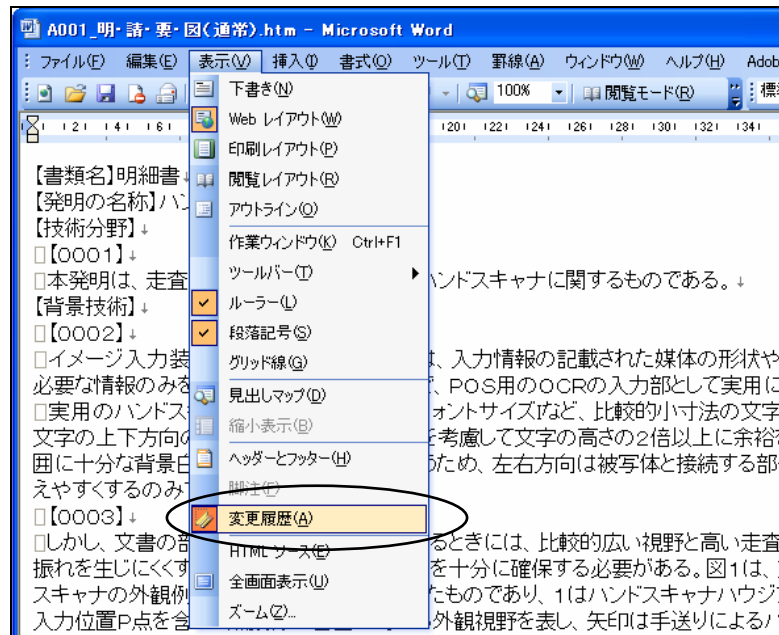 A001_明・請・要・図(通常).htm - Microsoft Word
ファイル(F) 編集(E) 表示(V) 挿入(I) 書式(O) ツール(T) 罫線(A) ウィンドウ(W) ヘルプ(H) Adob
100% 閲覧モード(R) 標
2 4 6 20 22 24 26 28 30 32 34
下書き(N)
Web レイアウト(W)
印刷レイアウト(P)
閲覧レイアウト(R)
アウトライン(O)
作業ウィンドウ(K) Ctrl+F1
ツールバー(T)
ルーラー(L)
段落記号(S)
グリッド線(G)
見出しマップ(D)
縮小表示(B)
ヘッダーとフッター(H)
脚注(F)
変更履歴(A)
HTML ソース(E)
全画面表示(U)
ズーム(Z)...
【書類名】明細書↓
【発明の名称】ハン
【技術分野】↓
□【0001】↓
□本発明は、走査 ハンドスキャナに関するものである。↓
【背景技術】↓
□【0002】↓
□イメージ入力装 は、入力情報の記載された媒体の形状や
必要な情報のみを で、POS用のOCRの入力部として実用に
□実用のハンドス ォントサイズなど、比較的小寸法の文字
文字の上下方向の を考慮して文字の高さの2倍以上に余裕
囲に十分な背景白 のため、左右方向は被写体と接続する部
えやすくするのみ
□【0003】↓
□しかし、文書の部 るときには、比較的広い視野と高い走査
振れを生じにくくす を十分に確保する必要がある。図1は、
スキャナの外観例 たものであり、1はハンドスキャナハウジ
入力位置P点を含 外観視野を表し、矢印は手送りによるハ